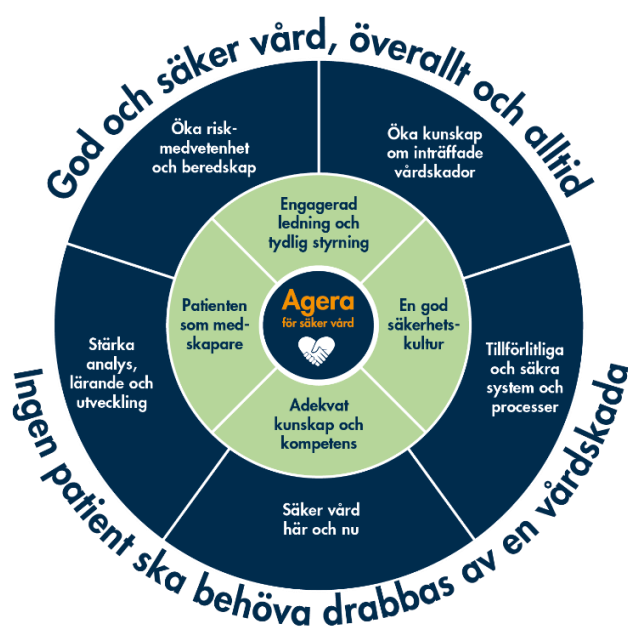 God och säker vård, överallt och alltid
Öka risk-
medvetenhet
och beredskap
Öka kunskap
om inträffade
vårdskador
Engagerad
ledning och
tydlig styrning
Patienten
som med-
skapare
Agera
för säker vård
En god
säkerhets-
kultur
Stärka
analys,
lärande och
utveckling
Tillförlitliga
och säkra
system och
processer
Adekvat
kunskap och
kompetens
Säker vård
här och nu
Ingen patient ska behöva drabbas av en vårdskada